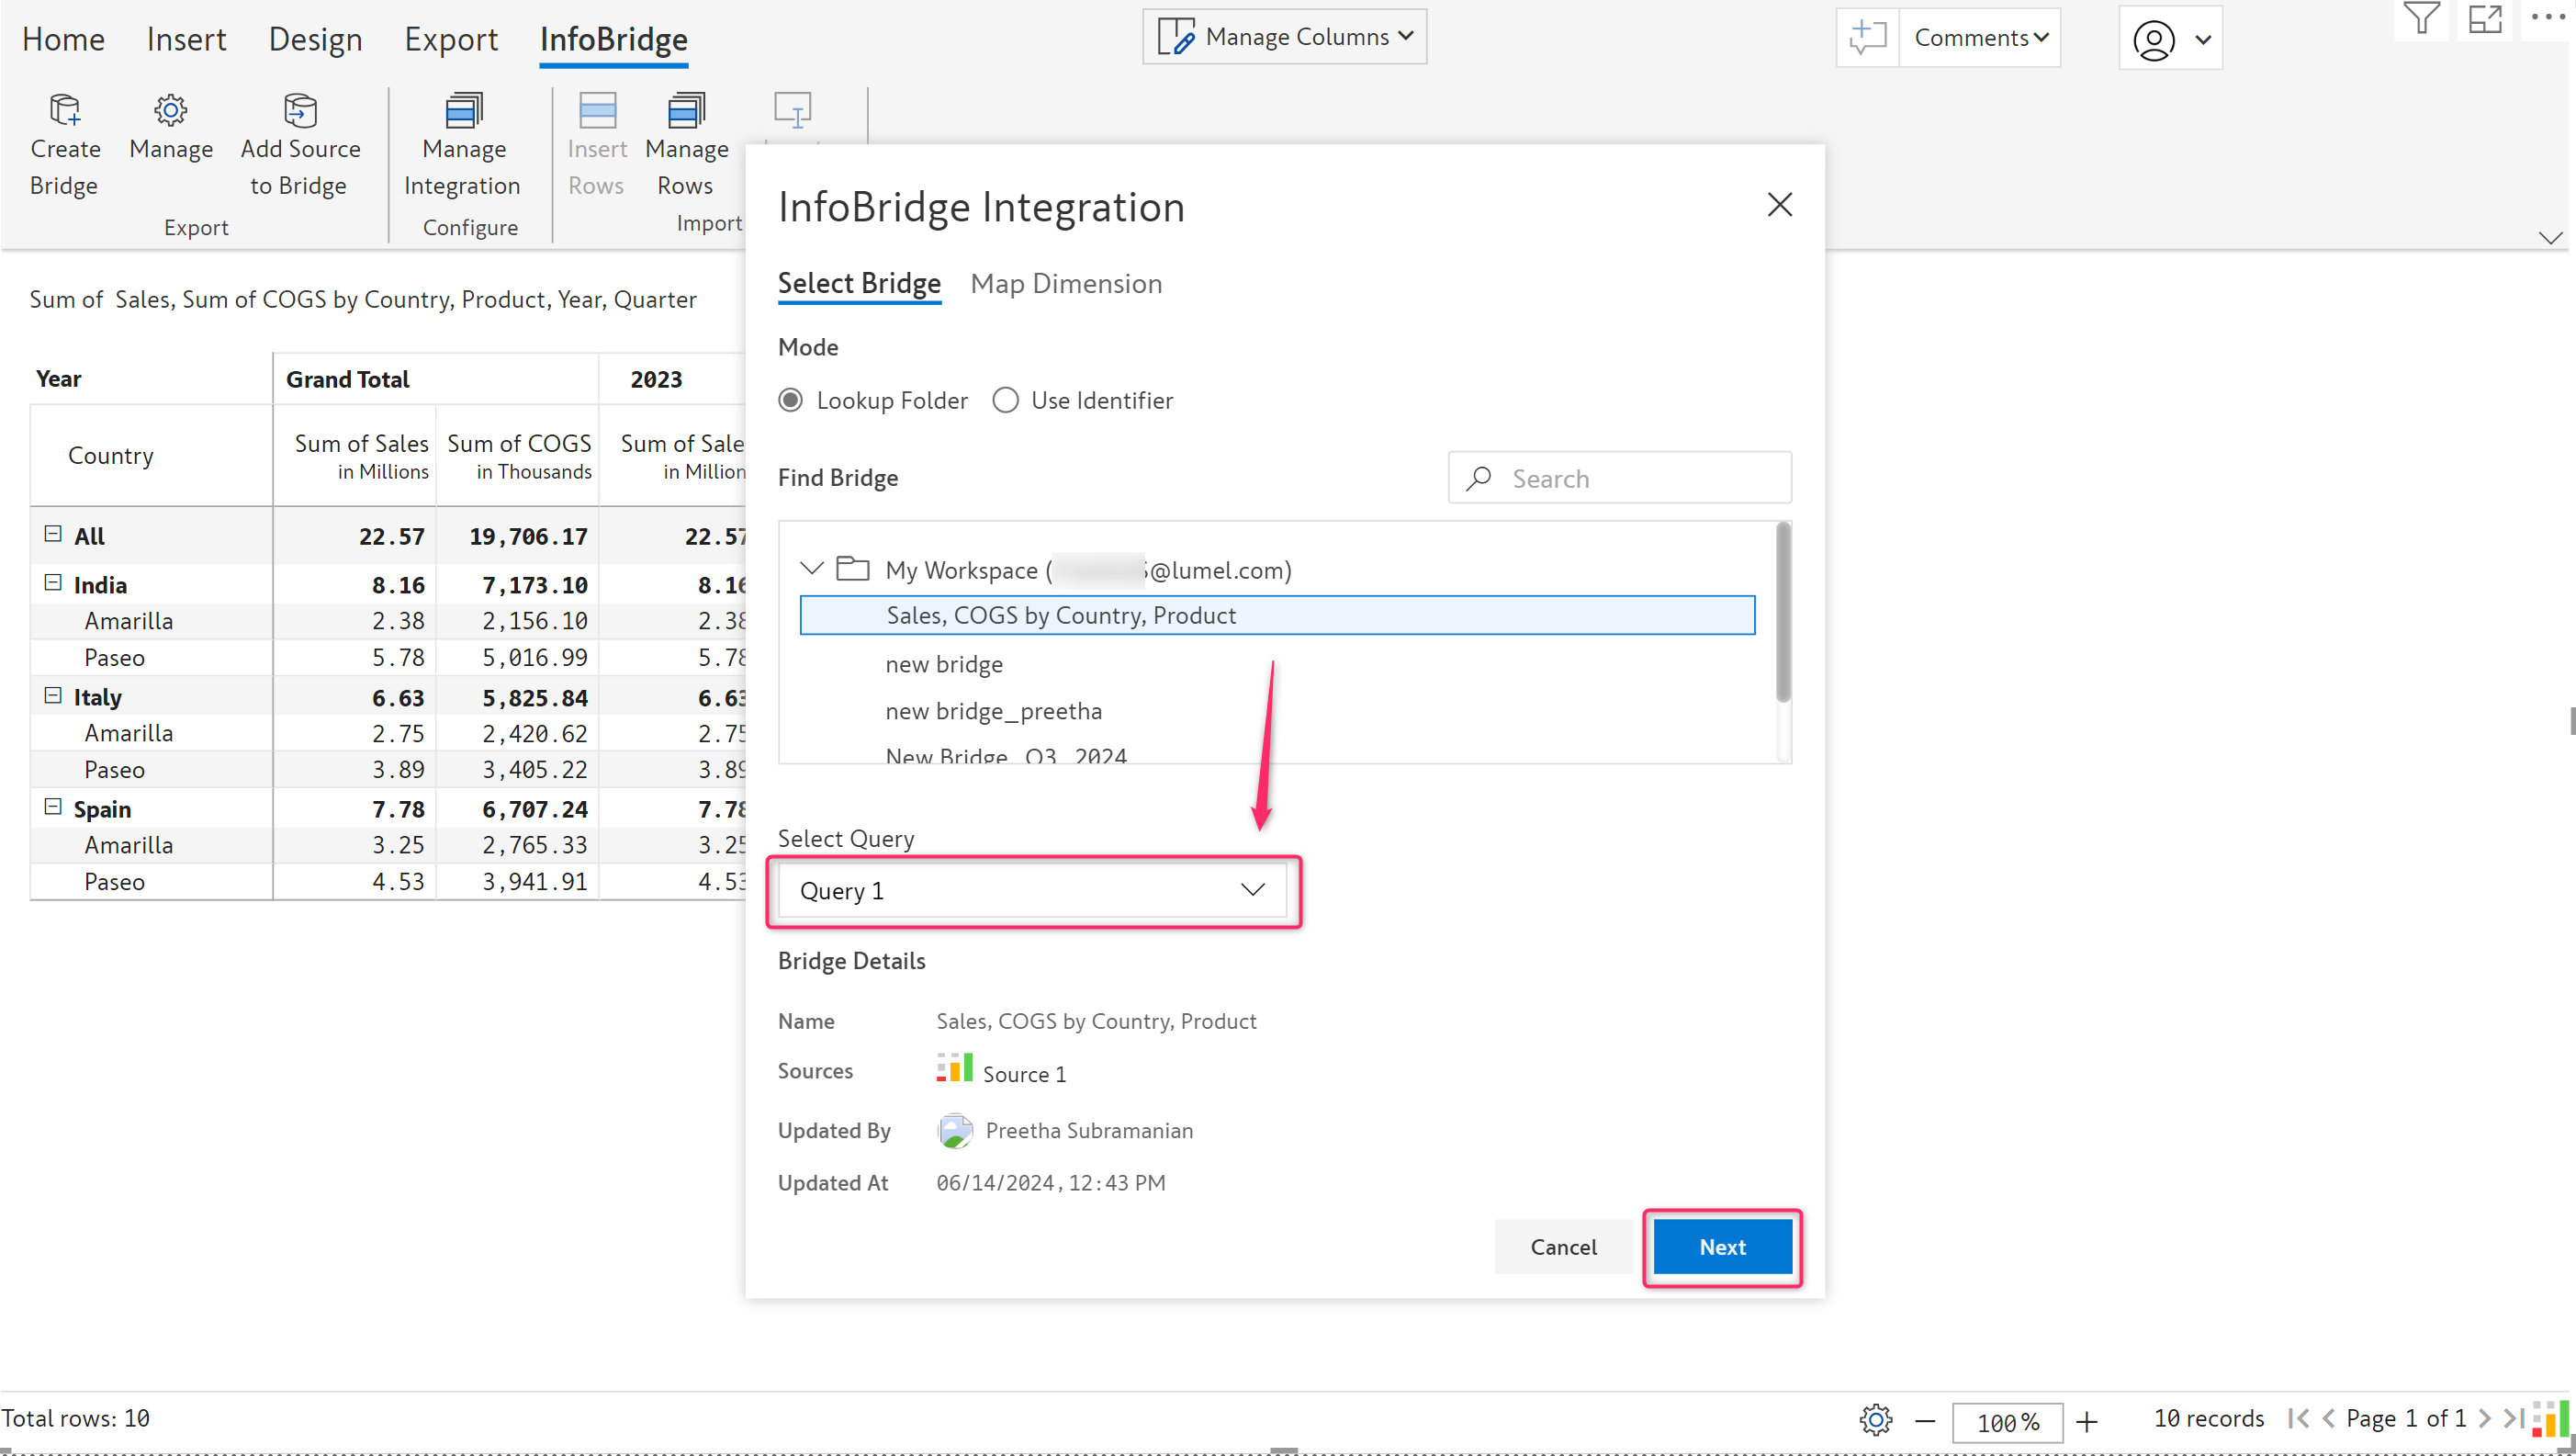 Home Insert Design Export InfoBridge
Manage Columns
Comments
Create Bridge
Manage
Add Source to Bridge
Export
Manage Integration
Configure
Insert Rows
Manage Rows
Import
Sum of Sales, Sum of COGS by Country, Product, Year, Quarter
Year Grand Total 2023
Country
Sum of Sales in Millions
Sum of COGS in Thousands
Sum of Sale
in Million
All 22.57 19,706.17 22.57
India 8.16 7,173.10 8.16
Amarilla 2.38 2,156.10 2.38
Paseo 5.78 5,016.99 5.78
Italy 6.63 5,825.84 6.63
Amarilla 2.75 2,420.62 2.75
Paseo 3.89 3,405.22 3.89
Spain 7.78 6,707.24 7.78
Amarilla 3.25 2,765.33 3.25
Paseo 4.53 3,941.91 4.53
InfoBridge Integration
Select Bridge Map Dimension
Mode
Lookup Folder Use Identifier
Find Bridge
Search
My Workspace ( @lumel.com)
Sales, COGS by Country, Product
new bridge
new bridge_preetha
New Bridge_Q3_2024
Select Query
Query 1
Bridge Details
Name Sales, COGS by Country, Product
Sources Source 1
Updated By Preetha Subramanian
Updated At 06/14/2024, 12:43 PM
Cancel Next
Total rows: 10
100%
10 records
Page 1 of 1